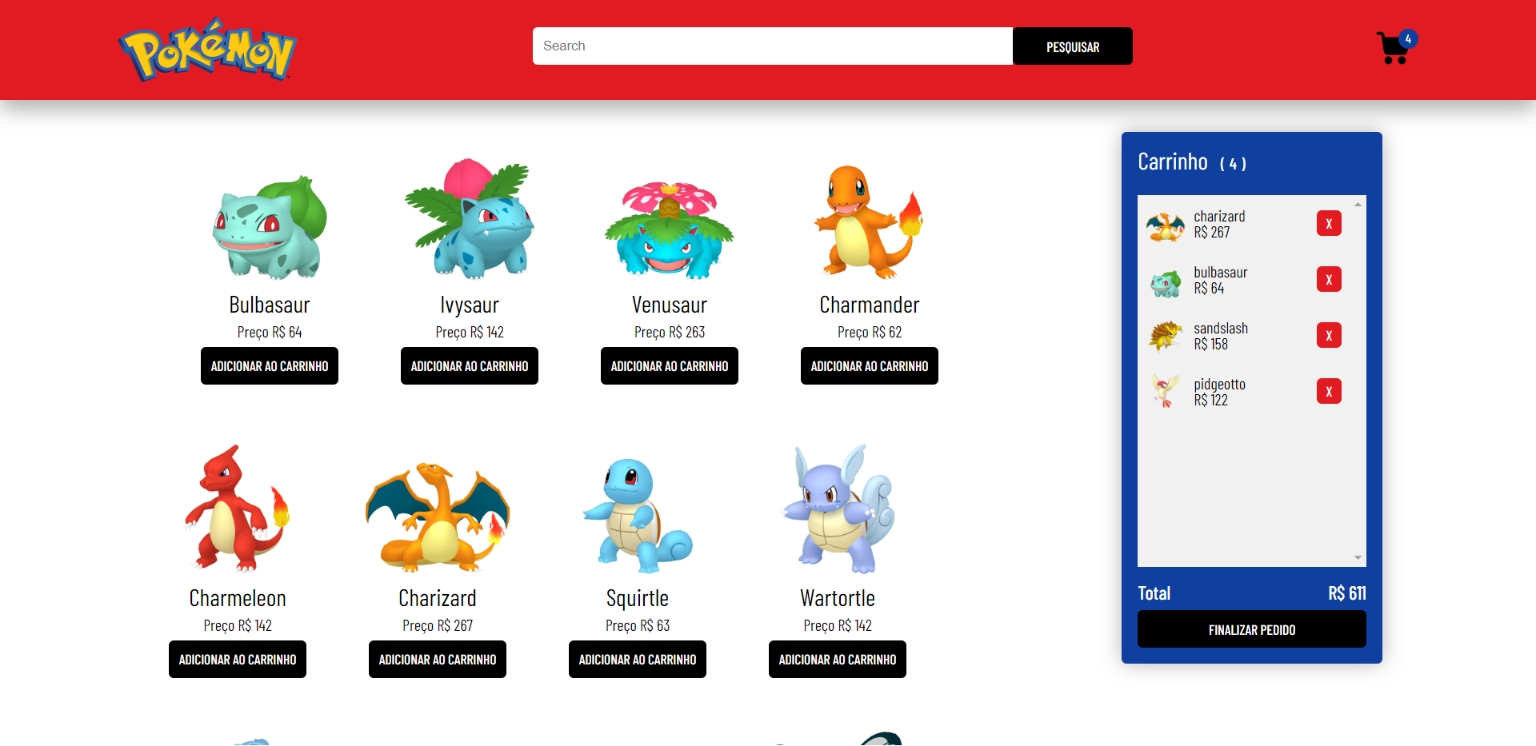 POKéMON
Search
PESQUISAR
4
Bulbasaur
Preço R$ 64
ADICIONAR AO CARRINHO
Ivysaur
Preço R$ 142
ADICIONAR AO CARRINHO
Venusaur
Preço R$ 263
ADICIONAR AO CARRINHO
Charmander
Preço R$ 62
ADICIONAR AO CARRINHO
Charmeleon
Preço R$ 142
ADICIONAR AO CARRINHO
Charizard
Preço R$ 267
ADICIONAR AO CARRINHO
Squirtle
Preço R$ 63
ADICIONAR AO CARRINHO
Wartortle
Preço R$ 142
ADICIONAR AO CARRINHO
Carrinho ( 4 )
charizard
R$ 267
X
bulbasaur
R$ 64
X
sandslash
R$ 158
X
pidgeotto
R$ 122
X
Total R$ 611
FINALIZAR PEDIDO